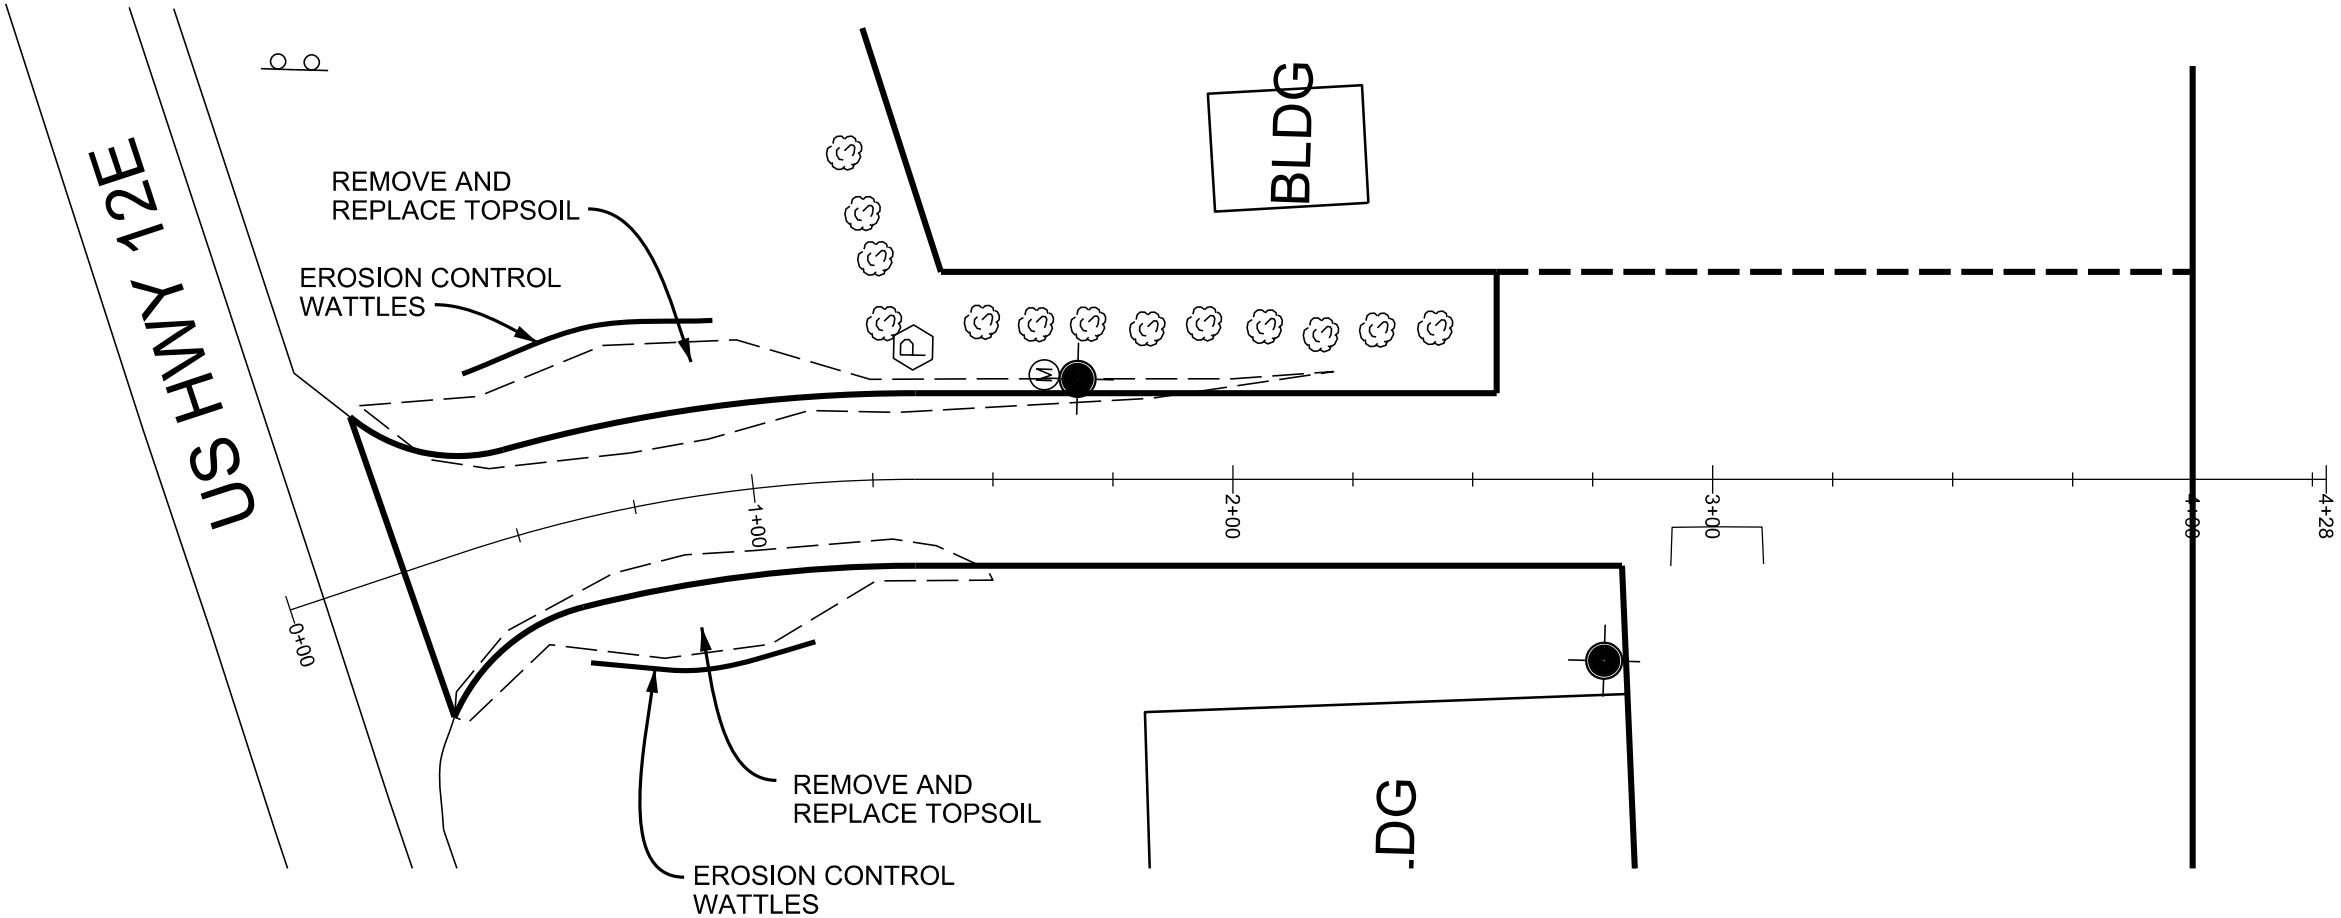 BLDG
US HWY 12E
REMOVE AND
REPLACE TOPSOIL
EROSION CONTROL
WATTLES
P
M
0+00
1+00
2+00
3+00
4+00
4+28
REMOVE AND
REPLACE TOPSOIL
.DG
EROSION CONTROL
WATTLES